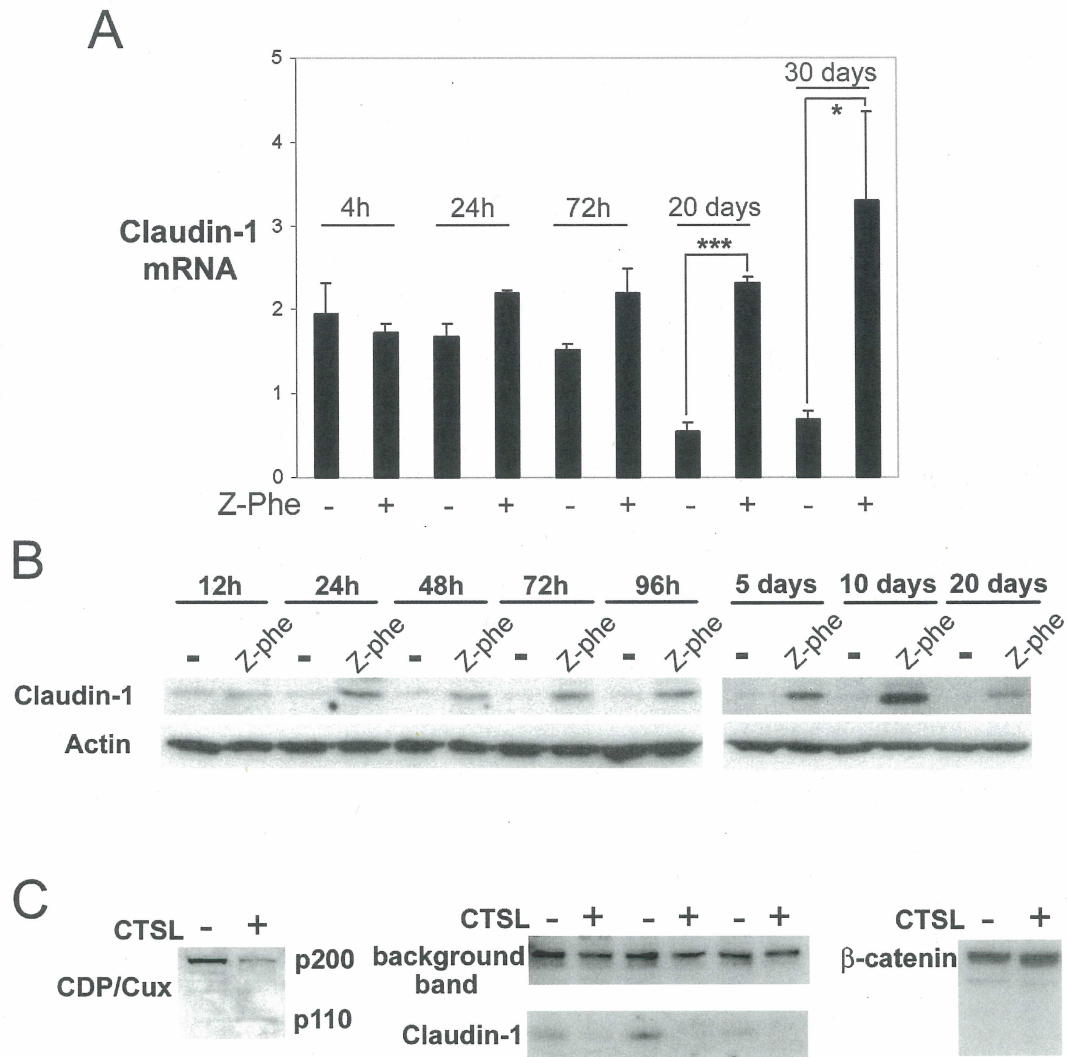 A
5
30 days
*
4
4h 24h 72h 20 days
3
Claudin-1
mRNA
***
2
1
0
Z-Phe - + - + - + - + - +
B
12h 24h 48h 72h 96h 5 days 10 days 20 days
- Z-phe - Z-phe - Z-phe - Z-phe - Z-phe - Z-phe - Z-phe - Z-phe
Claudin-1
Actin
C
CTSL - +
CDP/Cux
p200
p110
CTSL - + - + - +
background
band
Claudin-1
CTSL - +
β-catenin